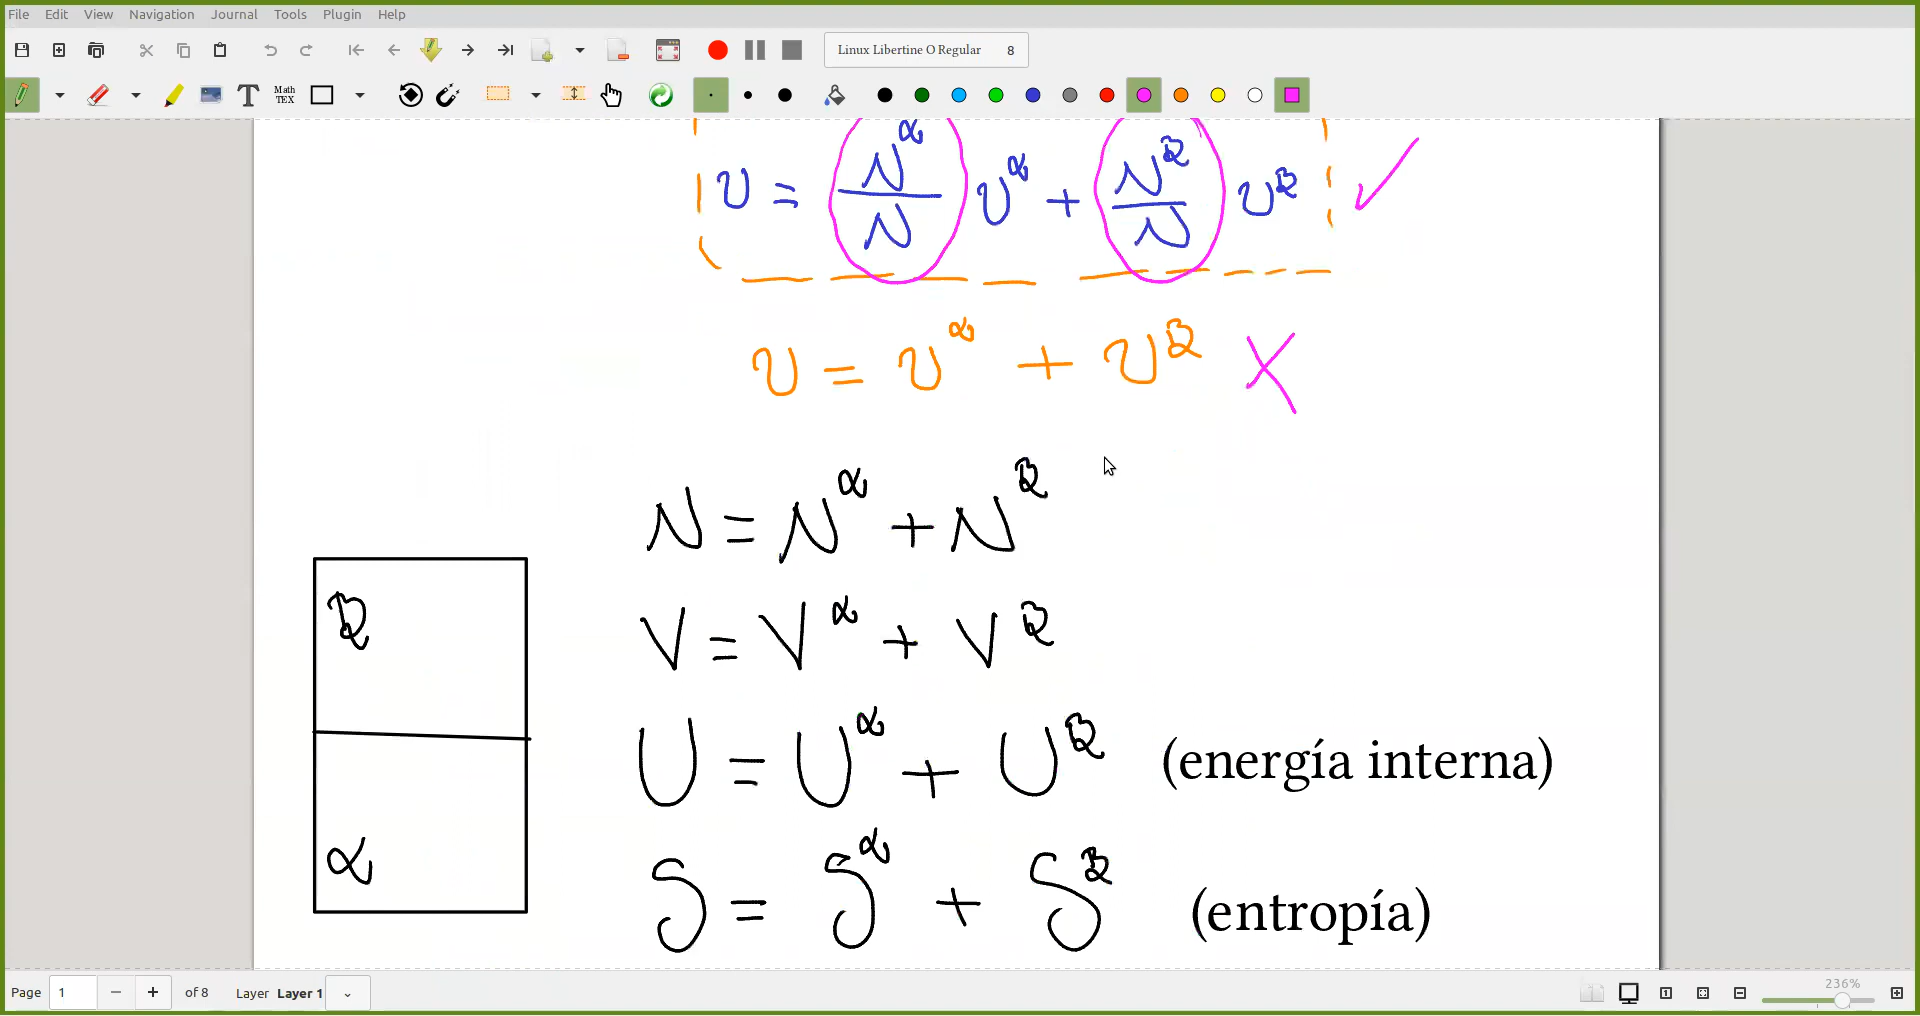 File Edit View Navigation Journal Tools Plugin Help
Linux Libertine O Regular 8
T Math TEX
v = N^α/N v^α + N^β/N v^β ✓
v = v^α + v^β X
N = N^α + N^β
β
V = V^α + V^β
U = U^α + U^β (energía interna)
α
S = S^α + S^β (entropía)
Page 1 − + of 8 Layer Layer 1 236%